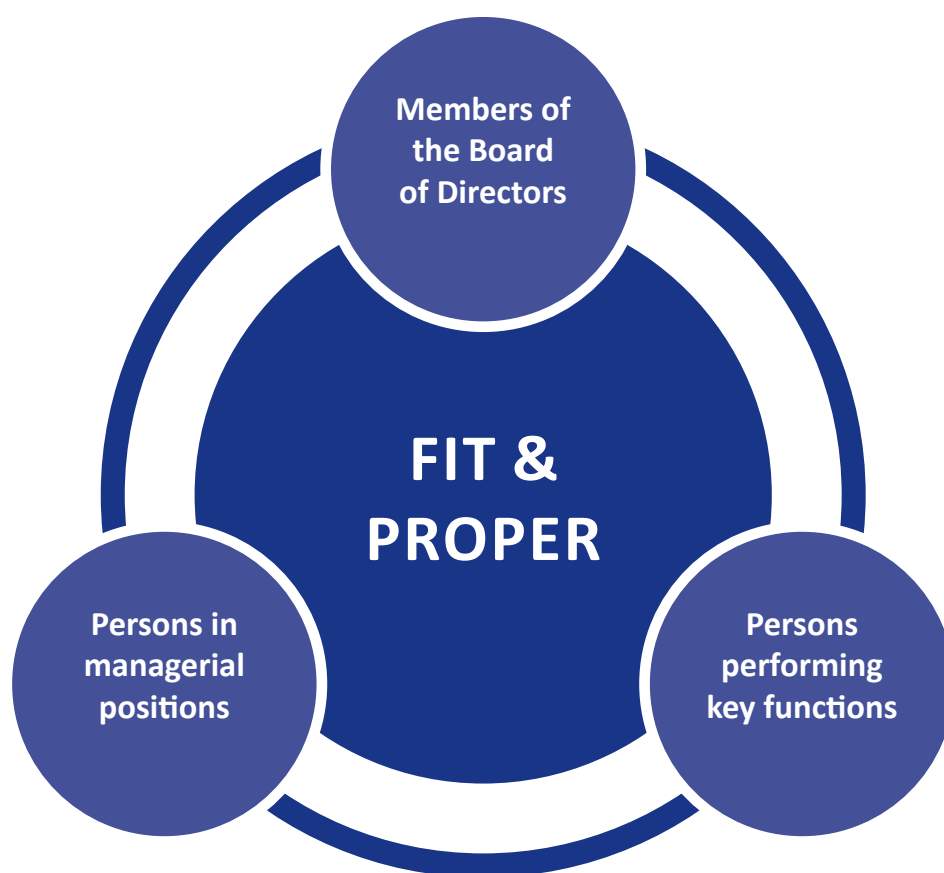 Members of
the Board
of Directors
FIT &
PROPER
Persons in
managerial
positions
Persons
performing
key functions